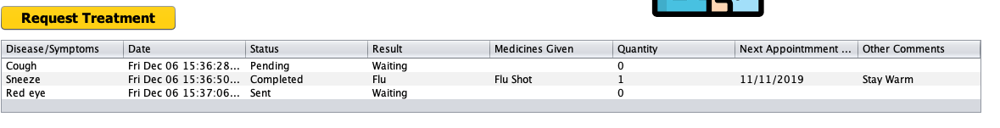 Request Treatment
Disease/Symptoms Date Status Result Medicines Given Quantity Next Appointmment ... Other Comments
Cough Fri Dec 06 15:36:28... Pending Waiting 0
Sneeze Fri Dec 06 15:36:50... Completed Flu Flu Shot 1 11/11/2019 Stay Warm
Red eye Fri Dec 06 15:37:06... Sent Waiting 0